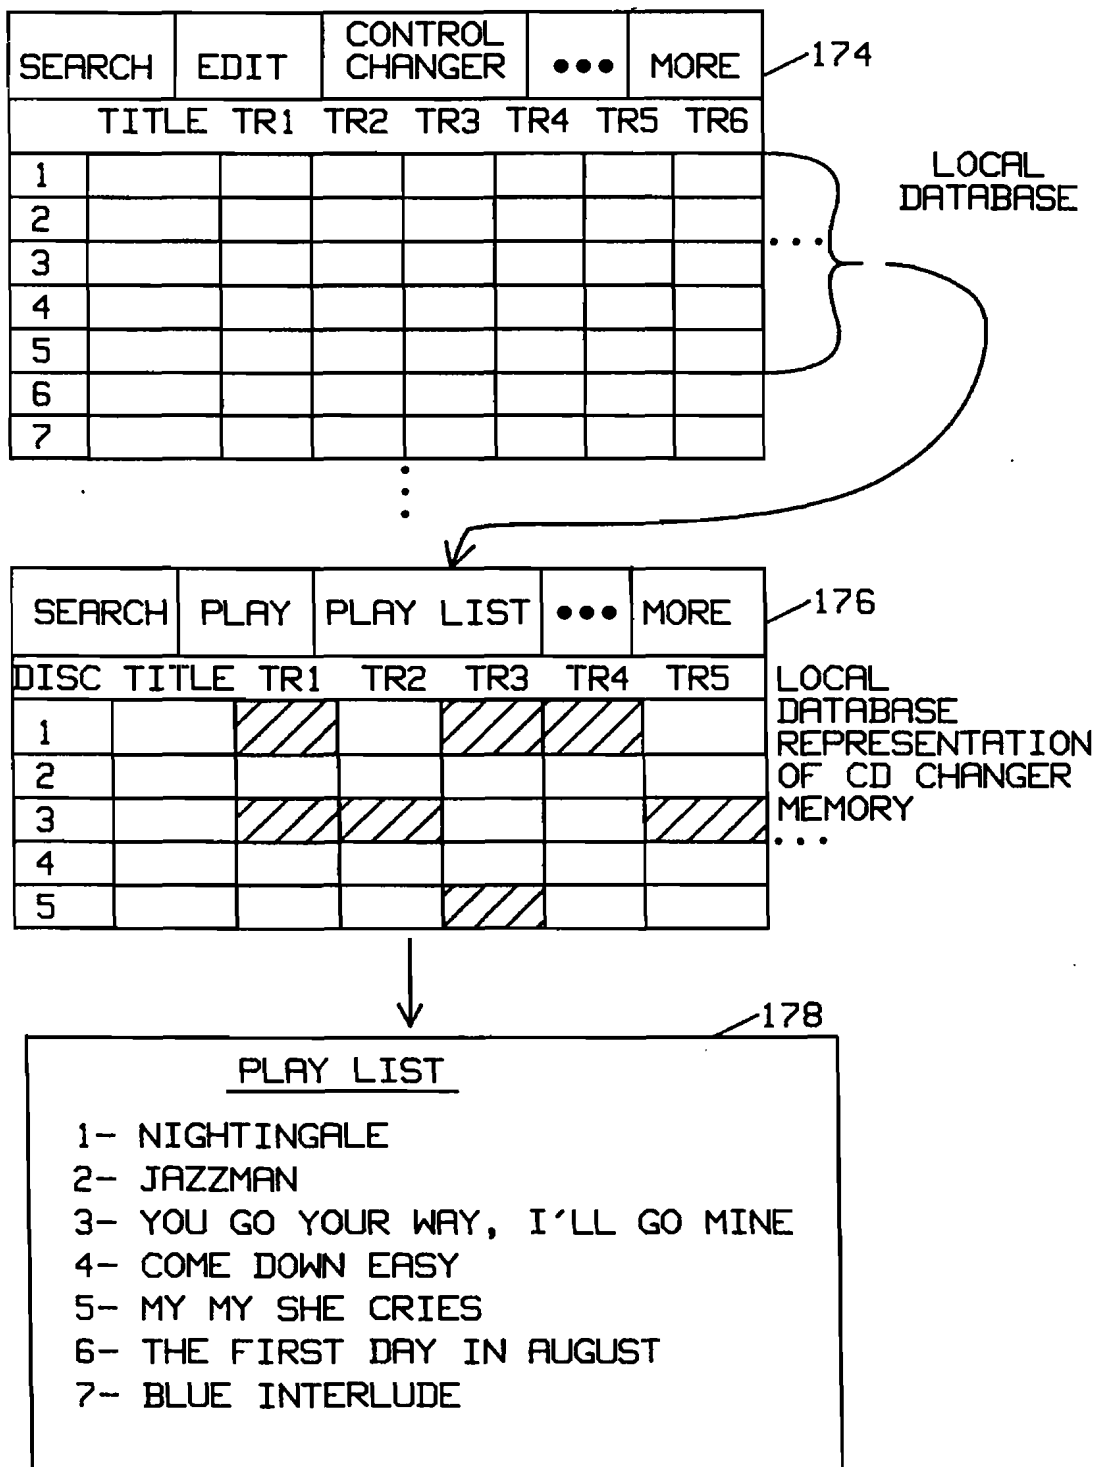 SEARCH EDIT CONTROL CHANGER ●●● MORE 174
TITLE TR1 TR2 TR3 TR4 TR5 TR6
LOCAL
DATABASE
1
2
...
3
4
5
6
7
SEARCH PLAY PLAY LIST ●●● MORE 176
DISC TITLE TR1 TR2 TR3 TR4 TR5
LOCAL
DATABASE
REPRESENTATION
OF CD CHANGER
MEMORY
...
1
2
3
4
5
178
PLAY LIST
1- NIGHTINGALE
2- JAZZMAN
3- YOU GO YOUR WAY, I'LL GO MINE
4- COME DOWN EASY
5- MY MY SHE CRIES
6- THE FIRST DAY IN AUGUST
7- BLUE INTERLUDE